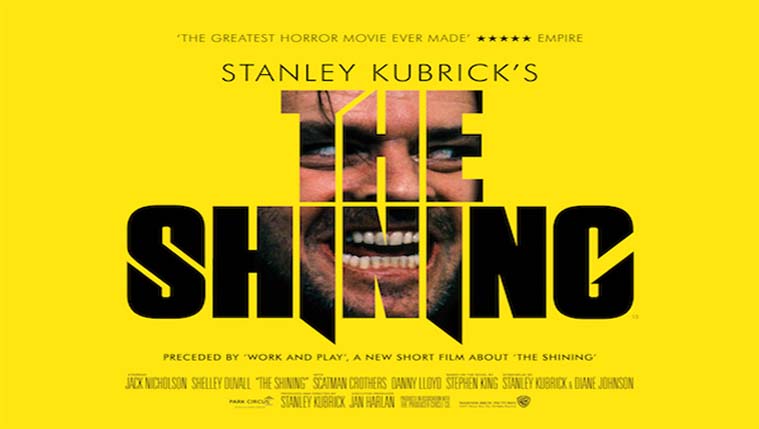 'THE GREATEST HORROR MOVIE EVER MADE' ★★★★★ EMPIRE
STANLEY KUBRICK'S
THE
SHINING
PRECEDED BY 'WORK AND PLAY', A NEW SHORT FILM ABOUT 'THE SHINING'
JACK NICHOLSON SHELLEY DUVALL "THE SHINING" SCATMAN CROTHERS DANNY LLOYD STEPHEN KING STANLEY KUBRICK & DIANE JOHNSON
PARK CIRCUS STANLEY KUBRICK JAN HARLAN